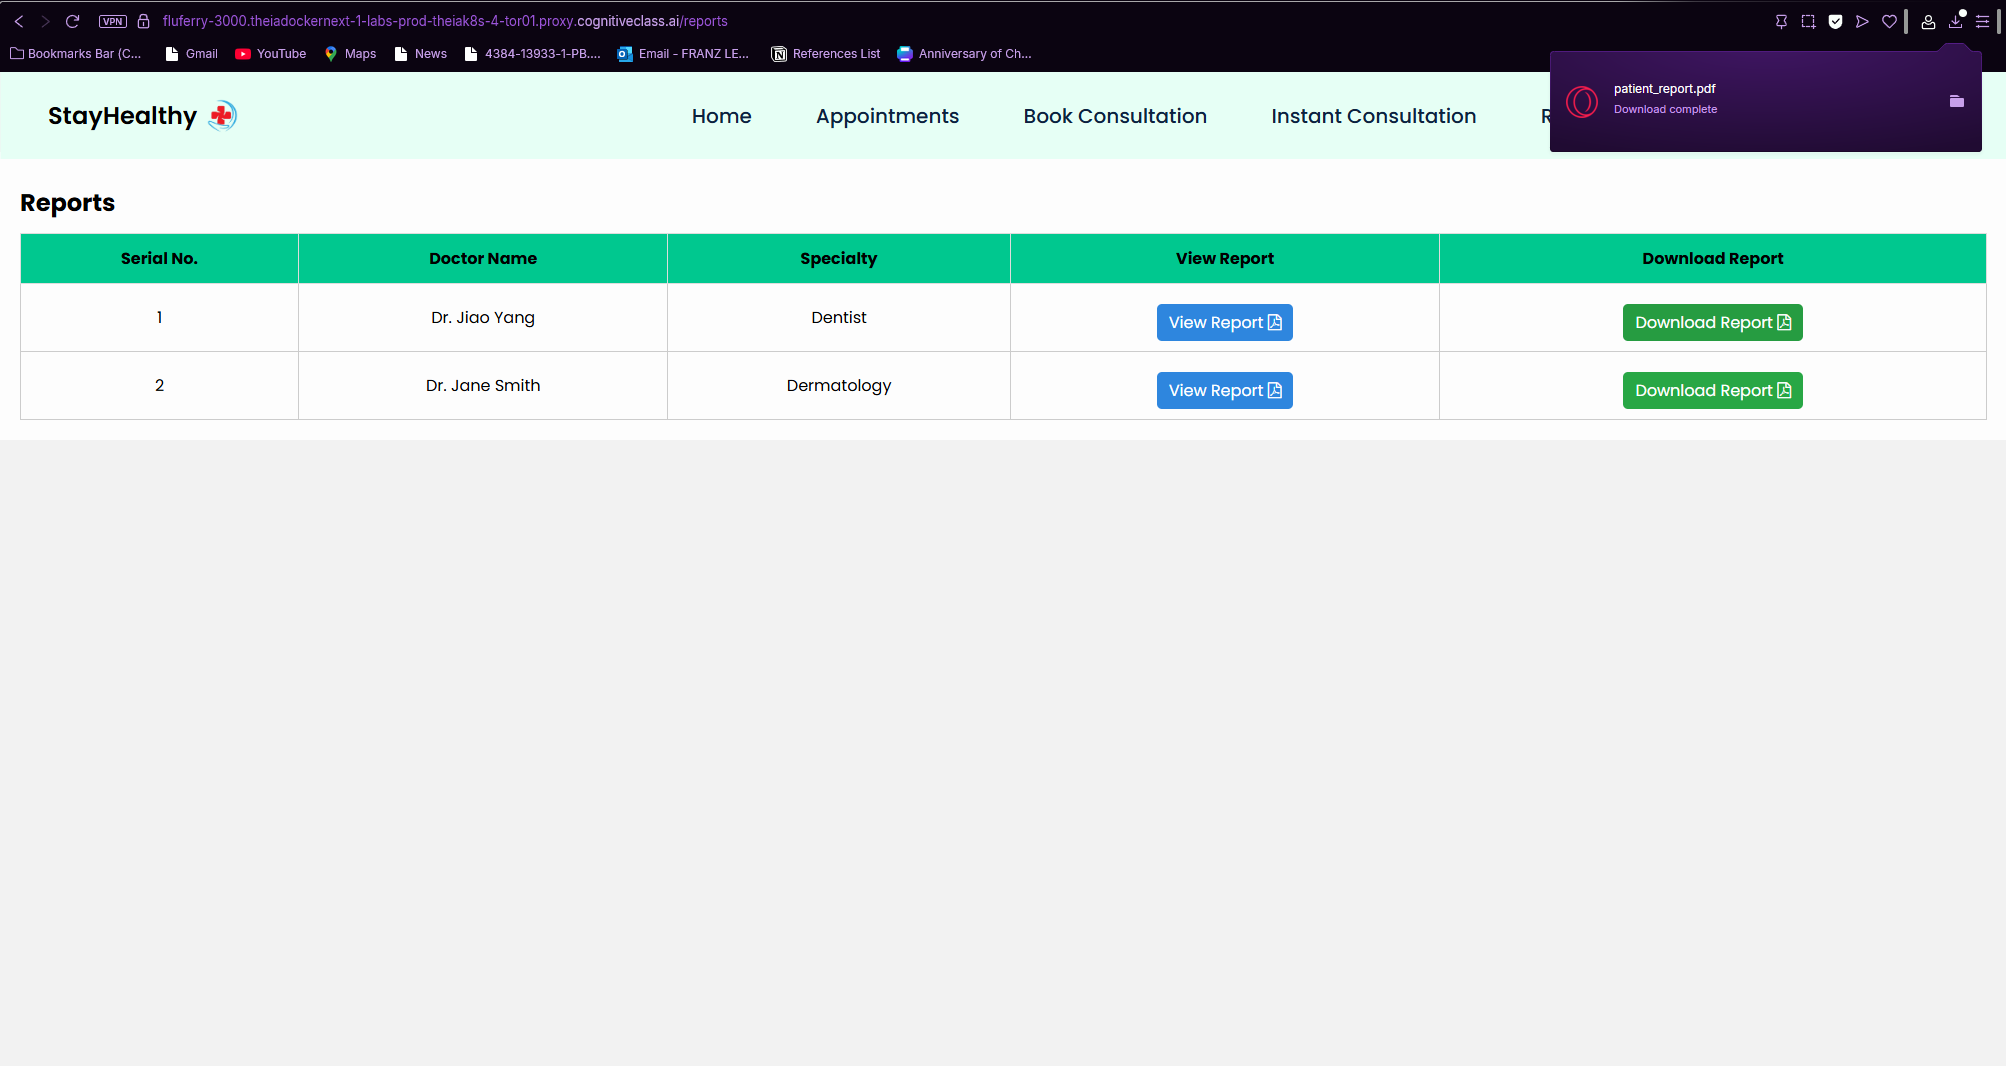 VPN fluferry-3000.theiadockernext-1-labs-prod-theiak8s-4-tor01.proxy.cognitiveclass.ai/reports
Bookmarks Bar (C... Gmail YouTube Maps News 4384-13933-1-PB.... Email - FRANZ LE... References List Anniversary of Ch...
patient_report.pdf
Download complete
StayHealthy Home Appointments Book Consultation Instant Consultation
Reports
Serial No. Doctor Name Specialty View Report Download Report
1 Dr. Jiao Yang Dentist View Report Download Report
2 Dr. Jane Smith Dermatology View Report Download Report